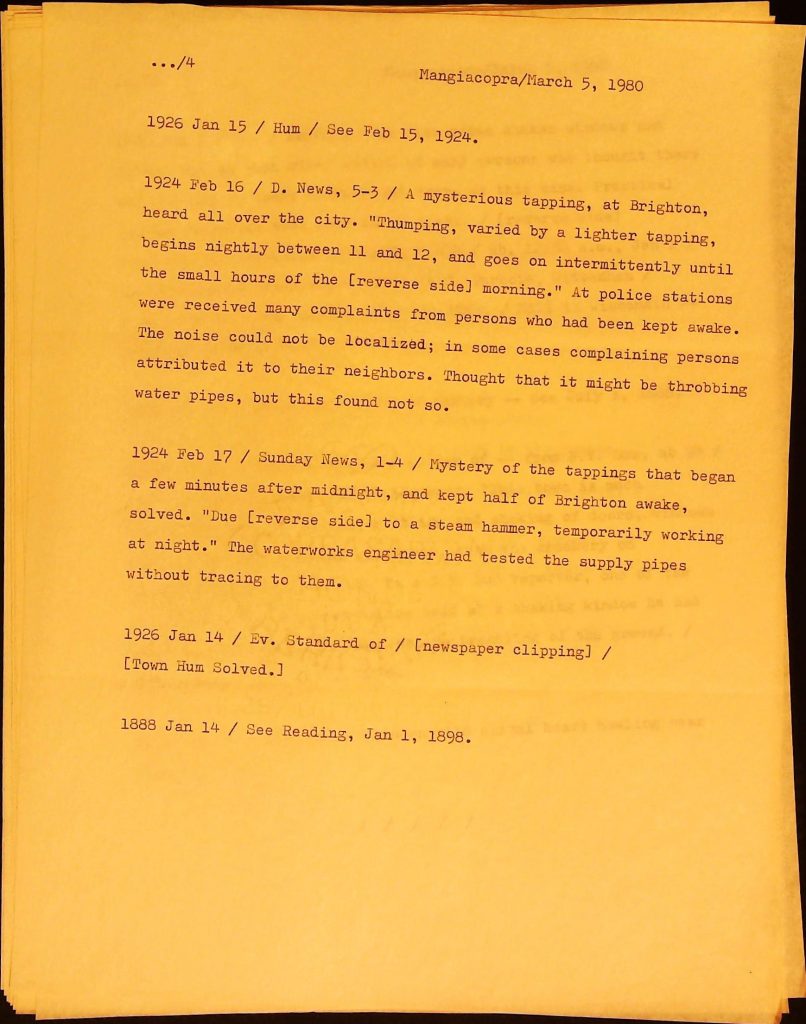 .../4
Mangiacopra/March 5, 1980
1926 Jan 15 / Hum / See Feb 15, 1924.
1924 Feb 16 / D. News, 5-3 / A mysterious tapping, at Brighton,
heard all over the city. "Thumping, varied by a lighter tapping,
begins nightly between 11 and 12, and goes on intermittently until
the small hours of the [reverse side] morning." At police stations
were received many complaints from persons who had been kept awake.
The noise could not be localized; in some cases complaining persons
attributed it to their neighbors. Thought that it might be throbbing
water pipes, but this found not so.
1924 Feb 17 / Sunday News, 1-4 / Mystery of the tappings that began
a few minutes after midnight, and kept half of Brighton awake,
solved. "Due [reverse side] to a steam hammer, temporarily working
at night." The waterworks engineer had tested the supply pipes
without tracing to them.
1926 Jan 14 / Ev. Standard of / [newspaper clipping] /
[Town Hum Solved.]
1888 Jan 14 / See Reading, Jan 1, 1898.